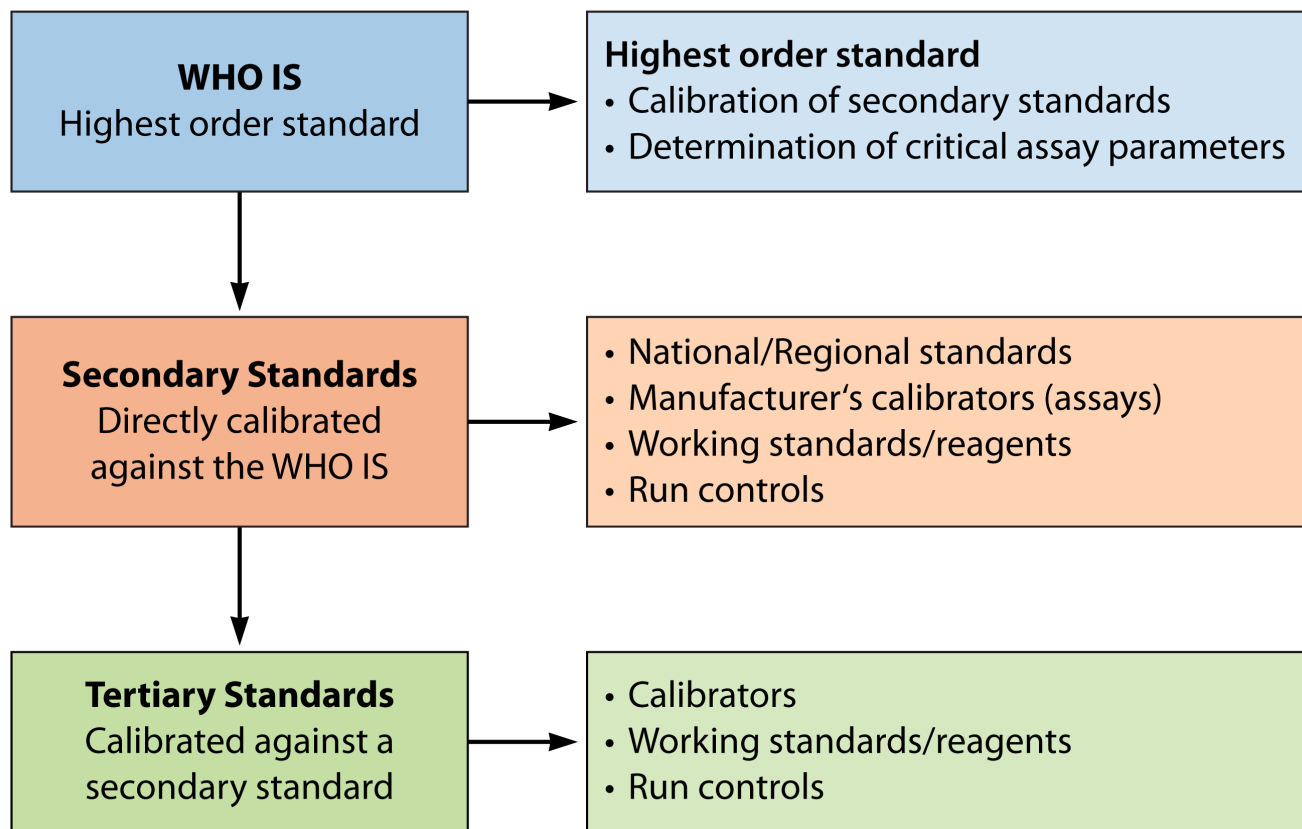 WHO IS
Highest order standard
Highest order standard
• Calibration of secondary standards
• Determination of critical assay parameters
Secondary Standards
Directly calibrated
against the WHO IS
• National/Regional standards
• Manufacturer‘s calibrators (assays)
• Working standards/reagents
• Run controls
Tertiary Standards
Calibrated against a
secondary standard
• Calibrators
• Working standards/reagents
• Run controls